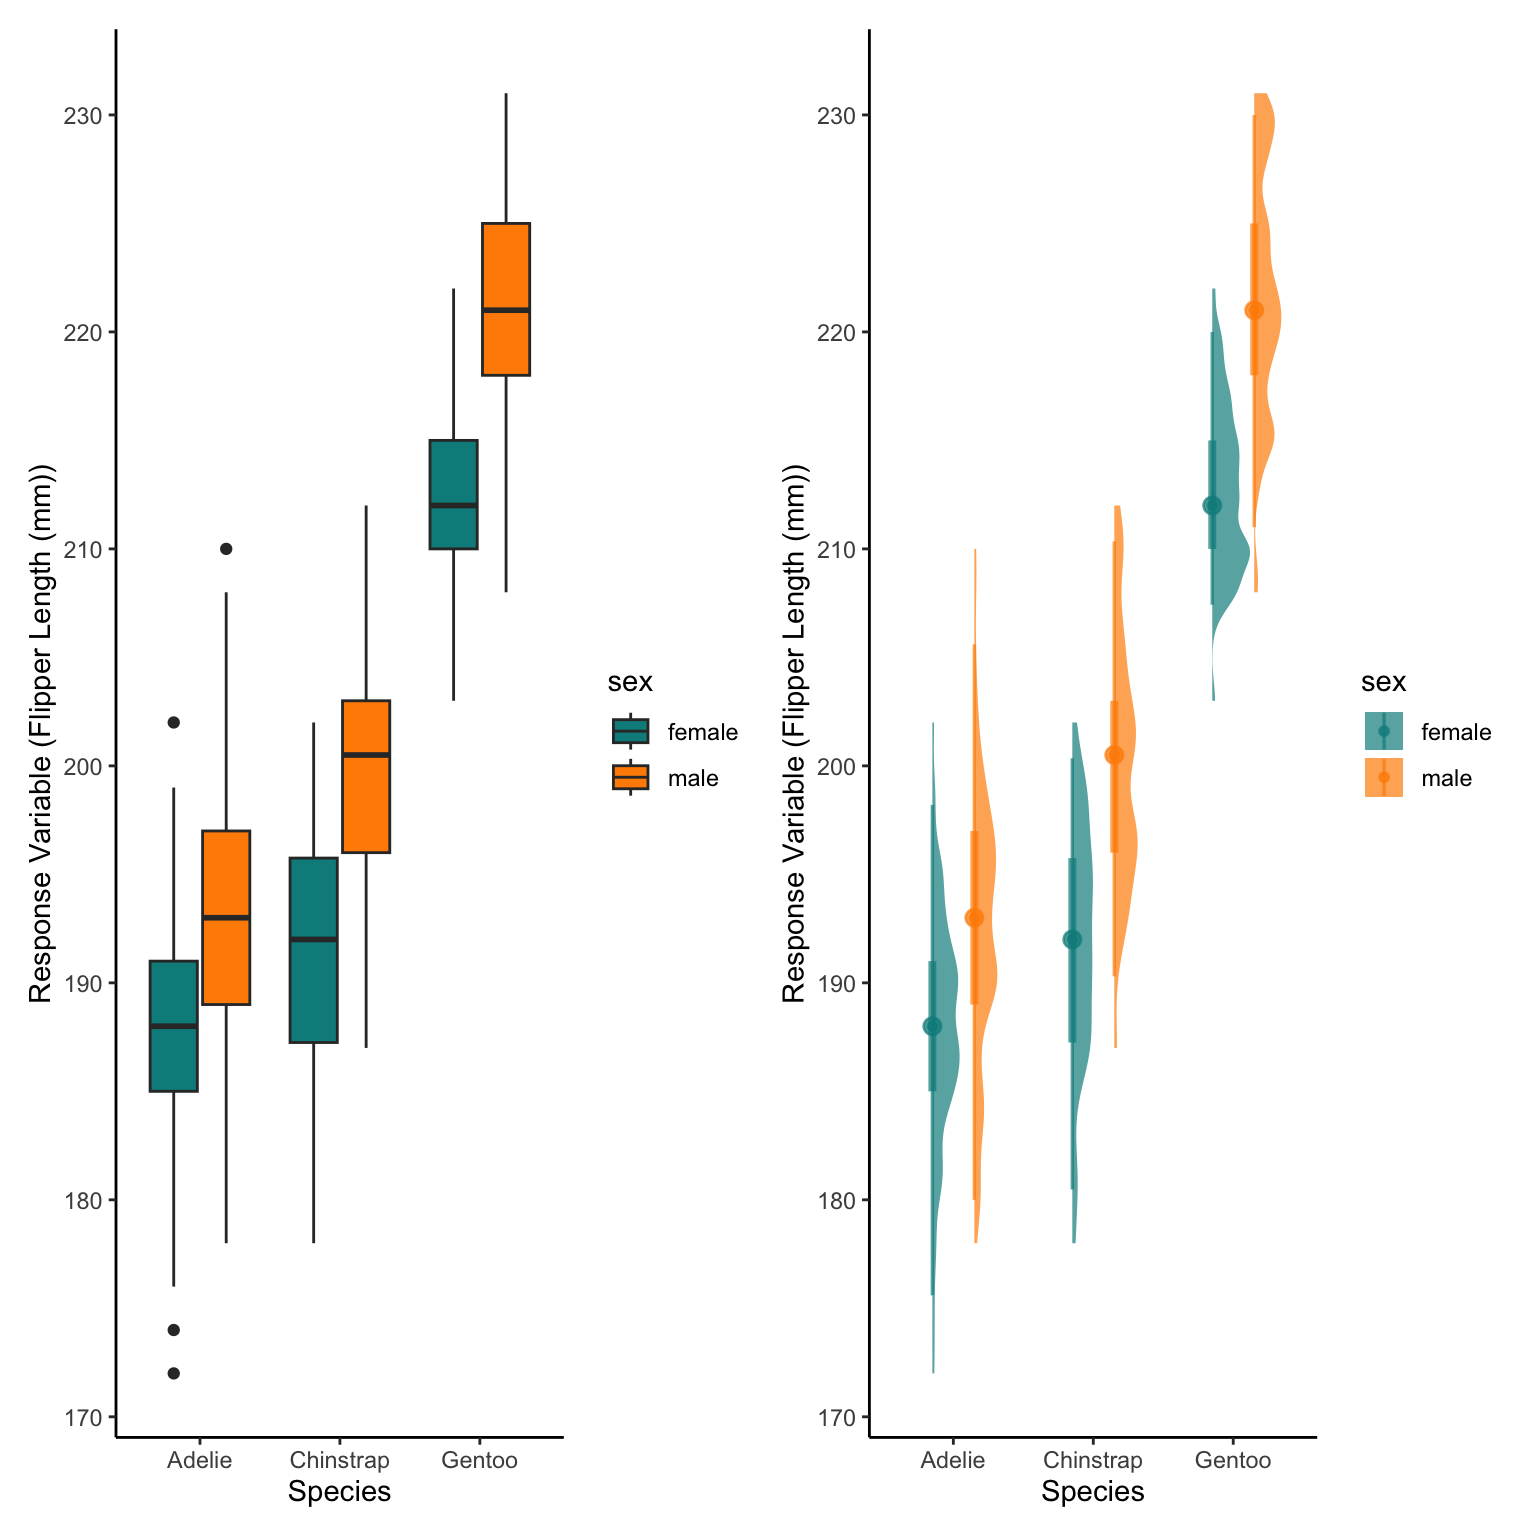 Response Variable (Flipper Length (mm))
230
220
210
200
190
180
170
Adelie Chinstrap Gentoo
Species
sex
female
male
Response Variable (Flipper Length (mm))
230
220
210
200
190
180
170
Adelie Chinstrap Gentoo
Species
sex
female
male